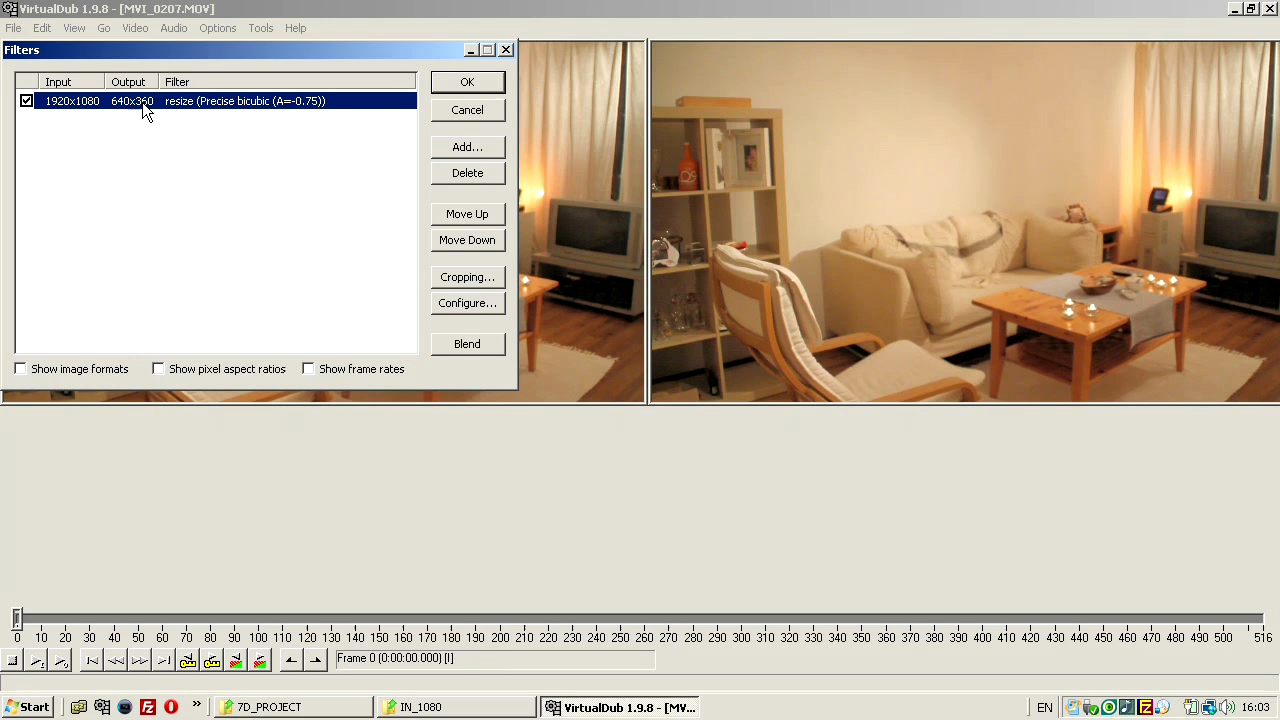 VirtualDub 1.9.8 - [MVI_0207.MOV]
File Edit View Go Video Audio Options Tools Help
Filters
Input Output Filter
1920x1080 640x360 resize (Precise bicubic (A=-0.75))
OK
Cancel
Add...
Delete
Move Up
Move Down
Cropping...
Configure...
Blend
Show image formats Show pixel aspect ratios Show frame rates
0 10 20 30 40 50 60 70 80 90 100 110 120 130 140 150 160 170 180 190 200 210 220 230 240 250 260 270 280 290 300 310 320 330 340 350 360 370 380 390 400 410 420 430 440 450 460 470 480 490 500 516
Frame 0 (0:00:00.000) [I]
Start 7D_PROJECT IN_1080 VirtualDub 1.9.8 - [MV... EN 16:03